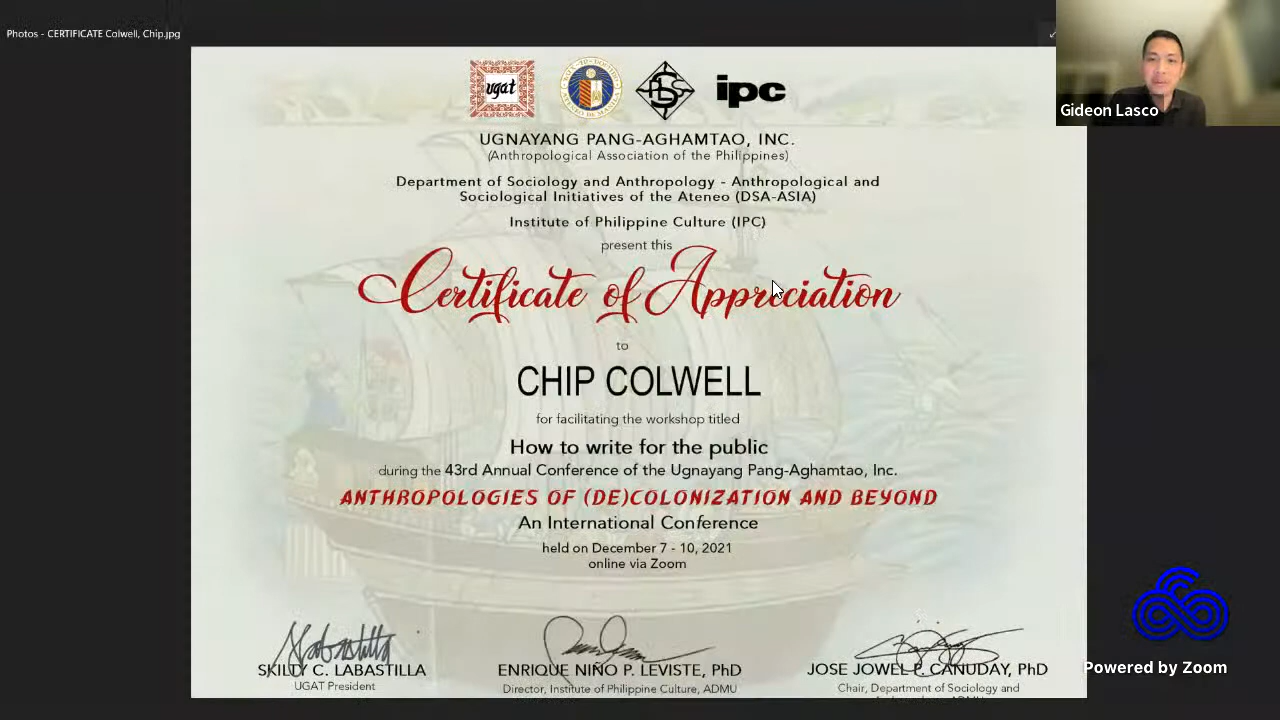 Photos - CERTIFICATE Colwell, Chip.jpg
Gideon Lasco
ugat
ipc
UGNAYANG PANG-AGHAMTAO, INC.
(Anthropological Association of the Philippines)
Department of Sociology and Anthropology - Anthropological and
Sociological Initiatives of the Ateneo (DSA-ASIA)
Institute of Philippine Culture (IPC)
present this
Certificate of Appreciation
to
CHIP COLWELL
for facilitating the workshop titled
How to write for the public
during the 43rd Annual Conference of the Ugnayang Pang-Aghamtao, Inc.
ANTHROPOLOGIES OF (DE)COLONIZATION AND BEYOND
An International Conference
held on December 7 - 10, 2021
online via Zoom
SKILTY C. LABASTILLA
UGAT President
ENRIQUE NIÑO P. LEVISTE, PhD
Director, Institute of Philippine Culture, ADMU
JOSE JOWEL P. CANUDAY, PhD
Chair, Department of Sociology and
Powered by Zoom